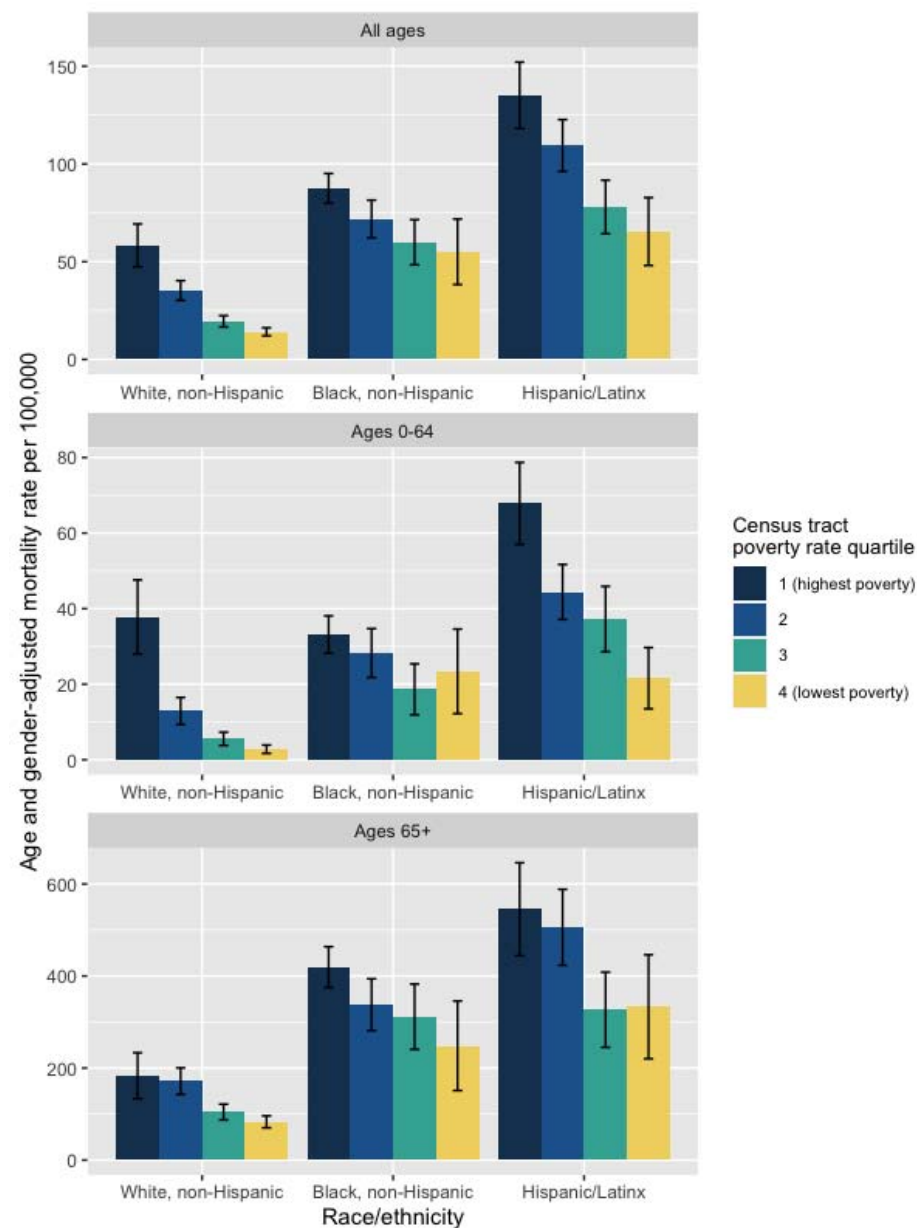 All ages
150
100
50
0
White, non-Hispanic Black, non-Hispanic Hispanic/Latinx
Ages 0-64
80
60
40
20
0
White, non-Hispanic Black, non-Hispanic Hispanic/Latinx
Ages 65+
600
400
200
0
White, non-Hispanic Black, non-Hispanic Hispanic/Latinx
Race/ethnicity
Age and gender-adjusted mortality rate per 100,000
Census tract
poverty rate quartile
1 (highest poverty)
2
3
4 (lowest poverty)